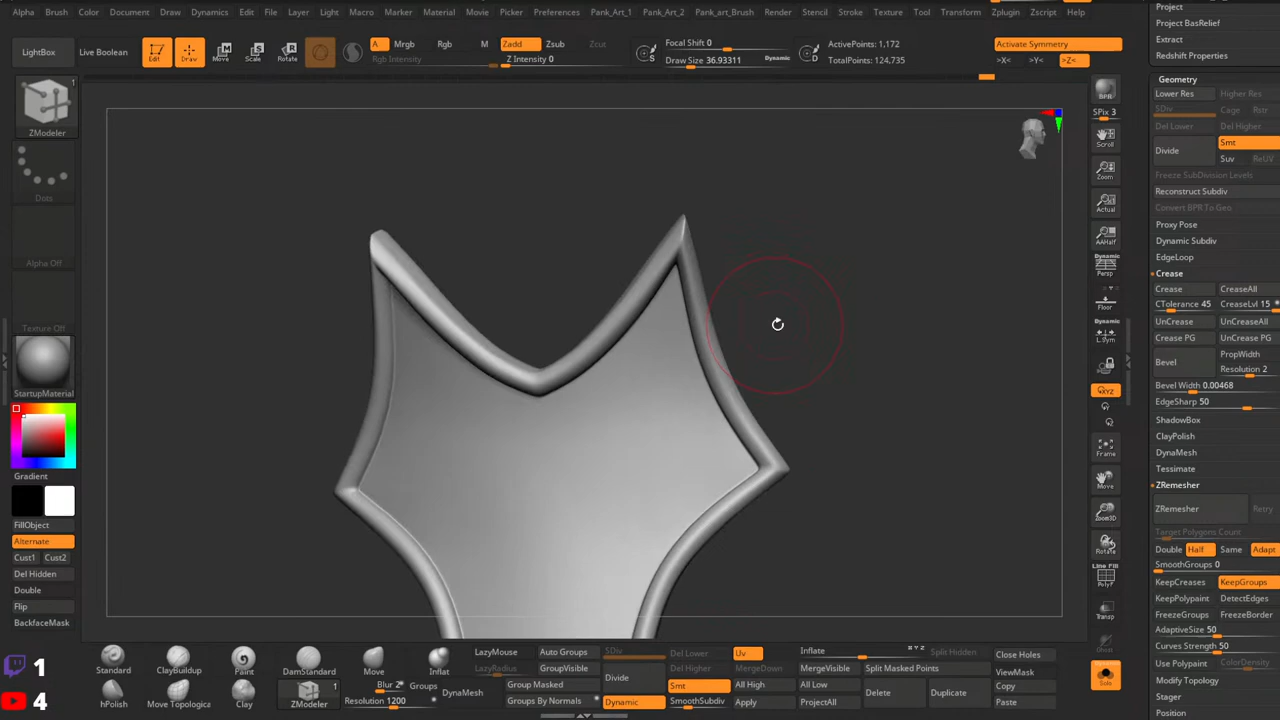 Alpha Brush Color Document Draw Dynamics Edit File Layer Light Macro Marker Material Movie Picker Preferences Pank_Art_1 Pank_Art_2 Pank_art_Brush Render Stencil Stroke Texture Tool Transform Zplugin Zscript Help
LightBox Live Boolean Edit Draw Move Scale Rotate
A Mrgb Rgb M Zadd Zsub Zcut
Rgb Intensity Z Intensity 0
Focal Shift 0
Draw Size 36.93311 Dynamic
ActivePoints: 1,172
TotalPoints: 124,735
Activate Symmetry
>X< >Y< >Z<
1
ZModeler
Dots
Alpha Off
Texture Off
StartupMaterial
Gradient
FillObject
Alternate
Cust1 Cust2
Del Hidden
Double
Flip
BackfaceMask
1
4
BPR
SPix 3
Scroll
Zoom
Actual
AAHalf
Dynamic
Persp
Floor
Dynamic
L.Sym
XYZ
Frame
Move
Zoom3D
Rotate
Line Fill
PolyF
Transp
Ghost
Dynamic
Solo
Project
Project BasRelief
Extract
Redshift Properties
Geometry
Lower Res Higher Res
SDiv Cage Rstr
Del Lower Del Higher
Divide Smt
Suv ReUV
Freeze SubDivision Levels
Reconstruct Subdiv
Convert BPR To Geo
Proxy Pose
Dynamic Subdiv
EdgeLoop
Crease
Crease CreaseAll
CTolerance 45 CreaseLvl 15
UnCrease UnCreaseAll
Crease PG UnCrease PG
Bevel PropWidth
Resolution 2
Bevel Width 0.00468
EdgeSharp 50
ShadowBox
ClayPolish
DynaMesh
Tessimate
ZRemesher
ZRemesher Retry
Target Polygons Count
Double Half Same Adapt
SmoothGroups 0
KeepCreases KeepGroups
KeepPolypaint DetectEdges
FreezeGroups FreezeBorder
AdaptiveSize 50
Curves Strength 50
Use Polypaint ColorDensity
Modify Topology
Stager
Position
Standard ClayBuildup Paint DamStandard Move Inflat
hPolish Move Topologica Clay 1 ZModeler
LazyMouse Auto Groups SDiv Del Lower Uv Inflate X Y Z Split Hidden Close Holes
LazyRadius GroupVisible Divide Del Higher MergeDown MergeVisible Split Masked Points ViewMask
Blur 2 Groups DynaMesh Group Masked Smt All High All Low Delete Duplicate Copy
Resolution 1200 Groups By Normals Dynamic SmoothSubdiv Apply ProjectAll Paste